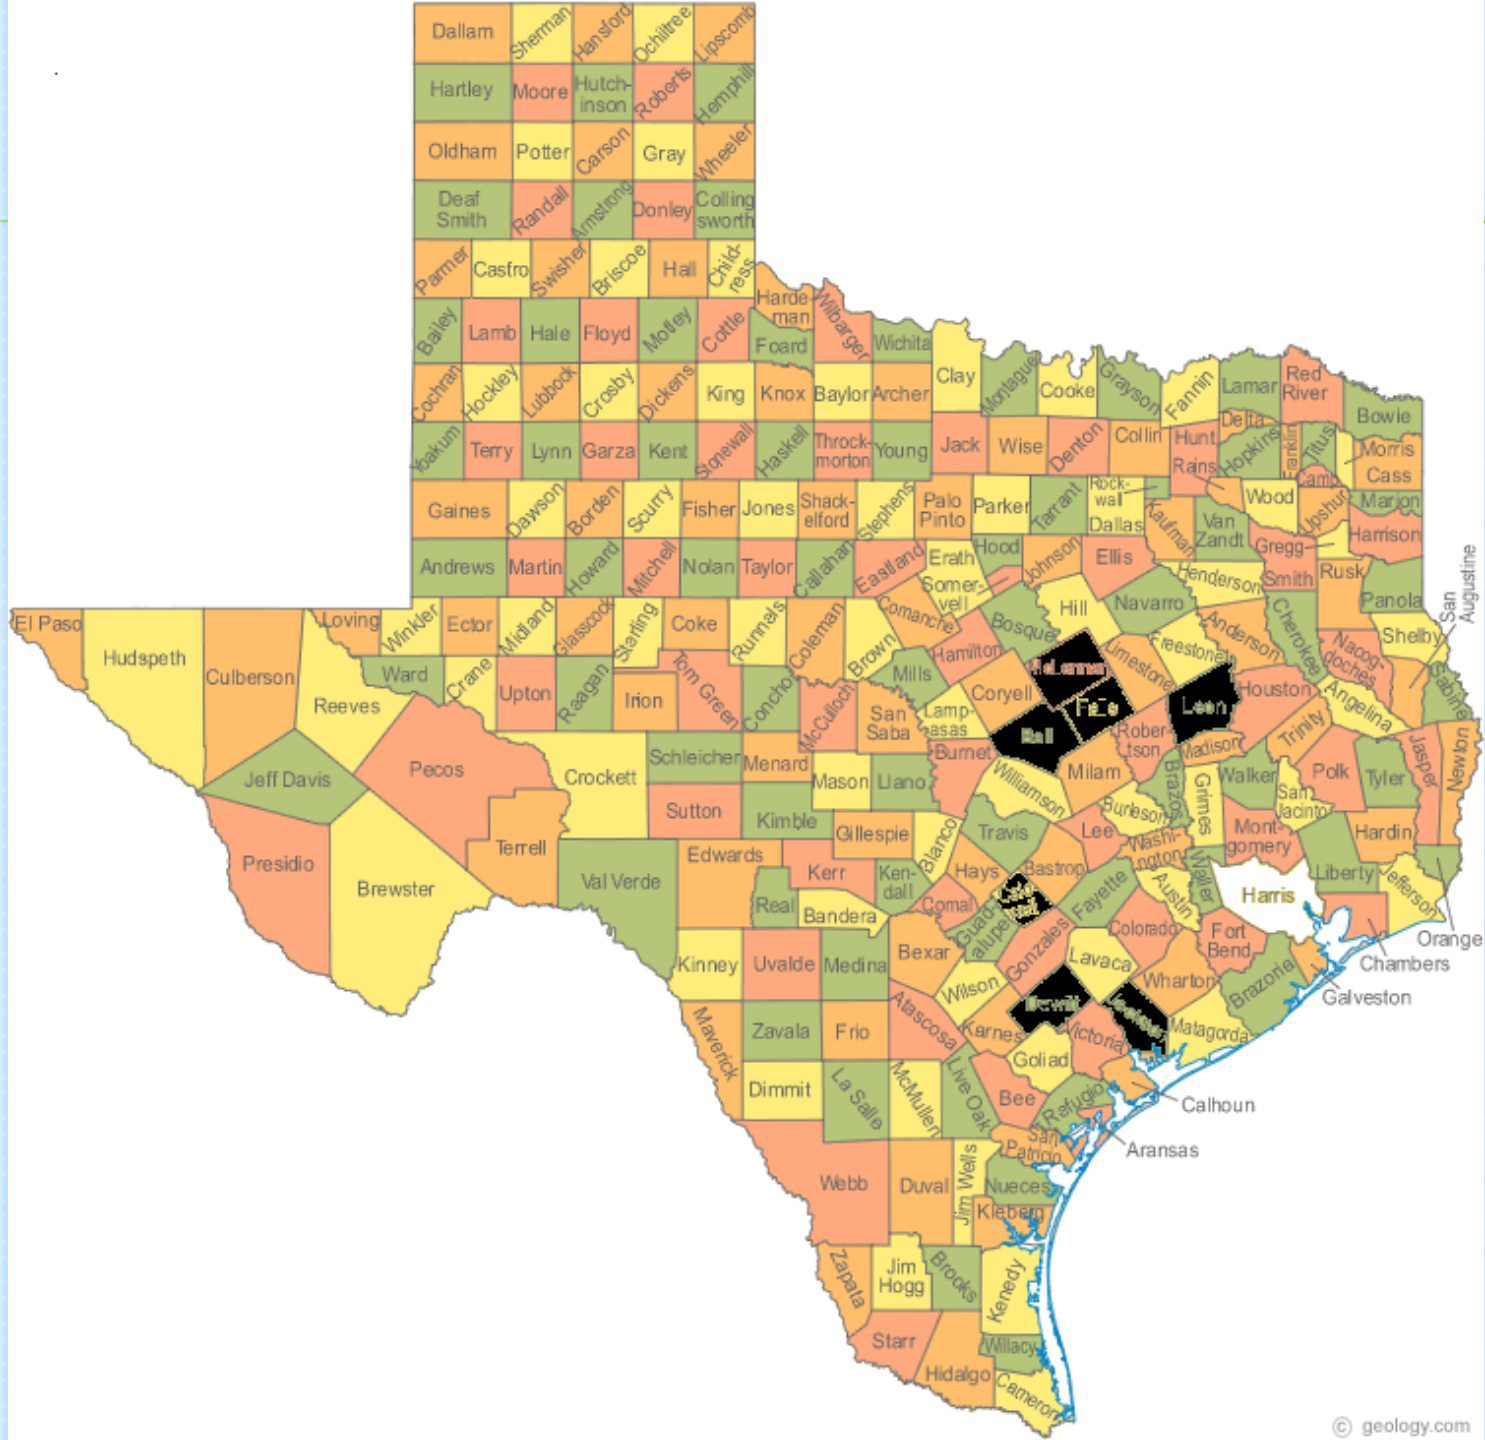 Dallam
Sherman
Hansford
Ochiltree
Lipscomb
Hartley
Moore
Hutch-
inson
Roberts
Hemphill
Oldham
Potter
Carson
Gray
Wheeler
Deaf
Smith
Randall
Armstrong
Donley
Colling
sworth
Parmer
Castro
Swisher
Briscoe
Hall
Child-
ress
Harde
man
Wilbarger
Bailey
Lamb
Hale
Floyd
Motley
Cottle
Foard
Wichita
Clay
Montague
Cooke
Grayson
Fannin
Lamar
Red
River
Bowie
Cochran
Hockley
Lubbock
Crosby
Dickens
King
Knox
Baylor
Archer
Delta
Yoakum
Terry
Lynn
Garza
Kent
Stonewall
Haskell
Throck-
morton
Young
Jack
Wise
Denton
Collin
Hunt
Rains
Hopkins
Franklin
Titus
Camp
Morris
Cass
Gaines
Dawson
Borden
Scurry
Fisher
Jones
Shack-
elford
Stephens
Palo
Pinto
Parker
Tarrant
Rock-
wall
Dallas
Kaufman
Van
Zandt
Wood
Upshur
Marion
Harrison
Andrews
Martin
Howard
Mitchell
Nolan
Taylor
Callahan
Eastland
Erath
Hood
Somer-
vell
Johnson
Ellis
Henderson
Gregg
Smith
Rusk
Panola
El Paso
Hudspeth
Culberson
Reeves
Loving
Winkler
Ector
Midland
Glasscock
Sterling
Coke
Runnals
Coleman
Brown
Comanche
Hamilton
Bosque
Hill
Navarro
Freestone
Anderson
Cherokee
Nacog-
doches
Shelby
San
Augustine
Sabine
Ward
Crane
Upton
Reagan
Irion
Tom Green
Concho
McCulloch
San
Saba
Mills
Lamp-
asas
Coryell
Limestone
Leon
Houston
Angelina
Trinity
Jeff Davis
Pecos
Crockett
Schleicher
Menard
Mason
Llano
Burnet
Bell
Milam
Rober-
tson
Madison
Walker
San
Jacinto
Polk
Tyler
Jasper
Newton
Presidio
Brewster
Terrell
Val Verde
Sutton
Kimble
Gillespie
Blanco
Williamson
Travis
Burleson
Brazos
Grimes
Mont-
gomery
Liberty
Hardin
Edwards
Real
Kerr
Ken-
dall
Bandera
Comal
Hays
Bastrop
Lee
Washi-
ngton
Fayette
Austin
Waller
Harris
Jefferson
Orange
Chambers
Galveston
Kinney
Uvalde
Medina
Bexar
Guad-
alupe
Wilson
Gonzales
Lavaca
Colorado
Fort
Bend
Wharton
Brazoria
Matagorda
Maverick
Zavala
Frio
Atascosa
Karnes
Victoria
Goliad
Dimmit
La Salle
McMullen
Live Oak
Bee
Refugio
Calhoun
Aransas
San
Patricio
Webb
Duval
Jim Wells
Nueces
Kleberg
Zapata
Jim
Hogg
Brooks
Kenedy
Starr
Hidalgo
Willacy
Cameron
© geology.com